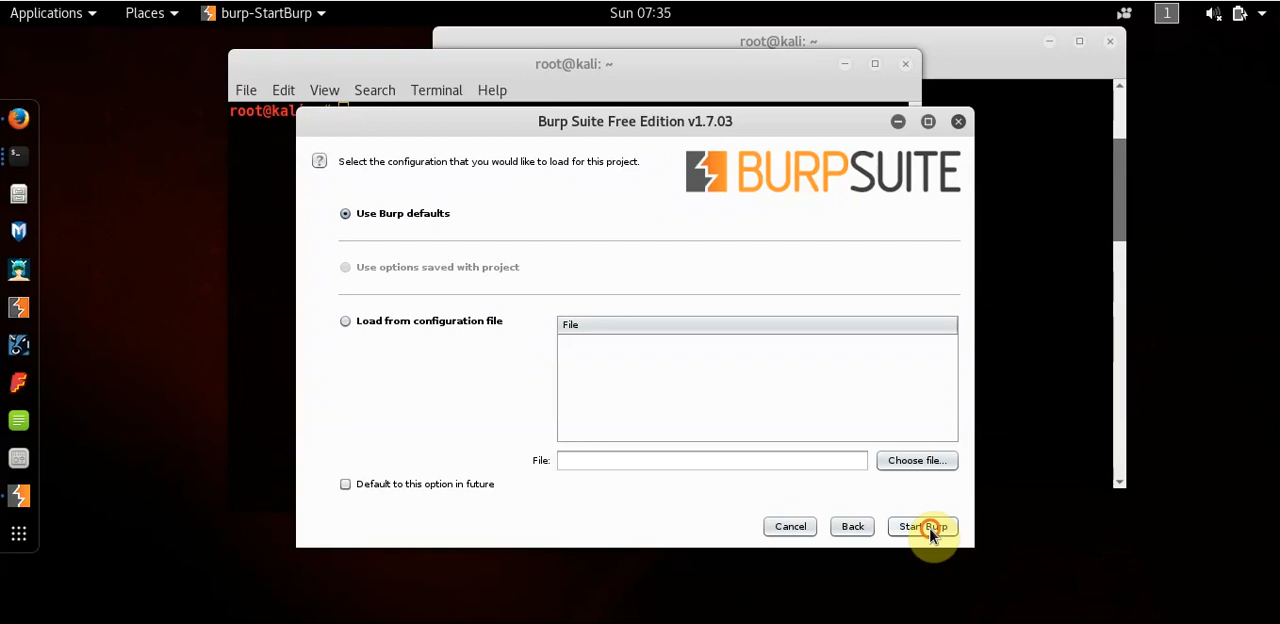 Applications Places burp-StartBurp Sun 07:35 1
root@kali: ~
root@kali: ~
File Edit View Search Terminal Help
root@kal
Burp Suite Free Edition v1.7.03
? Select the configuration that you would like to load for this project.
BURPSUITE
Use Burp defaults
Use options saved with project
Load from configuration file
File
File: Choose file...
Default to this option in future
Cancel Back Start Burp